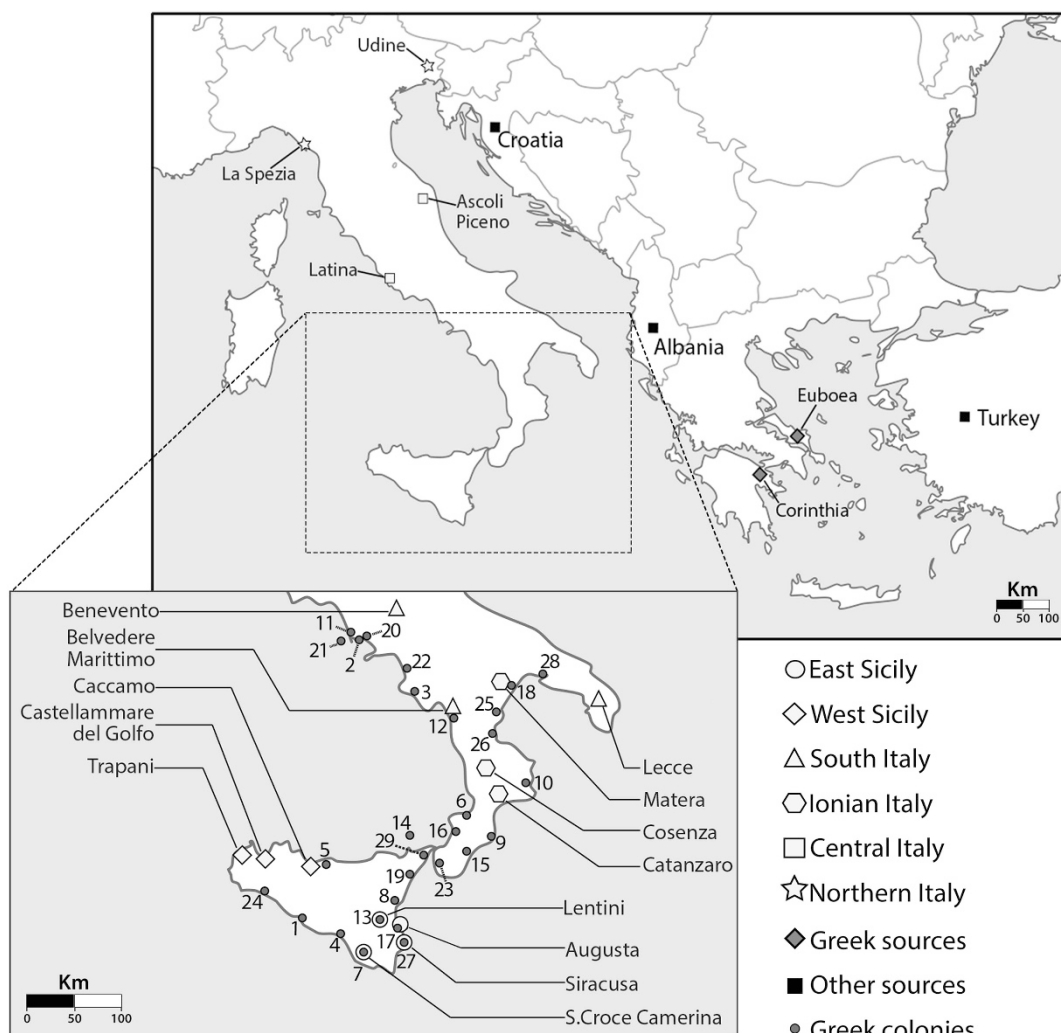 Udine
Croatia
La Spezia
Ascoli
Piceno
Latina
Albania
Euboea
Turkey
Corinthia
Km
0 50 100
Benevento
Belvedere
Marittimo
Caccamo
Castellammare
del Golfo
Trapani
11
20
21
2
22
3
12
28
18
25
26
10
6
14
16
9
29
15
5
23
19
24
8
13
1
17
4
27
7
Lecce
Matera
Cosenza
Catanzaro
Lentini
Augusta
Siracusa
S.Croce Camerina
Km
0 50 100
East Sicily
West Sicily
South Italy
Ionian Italy
Central Italy
Northern Italy
Greek sources
Other sources
Greek colonies